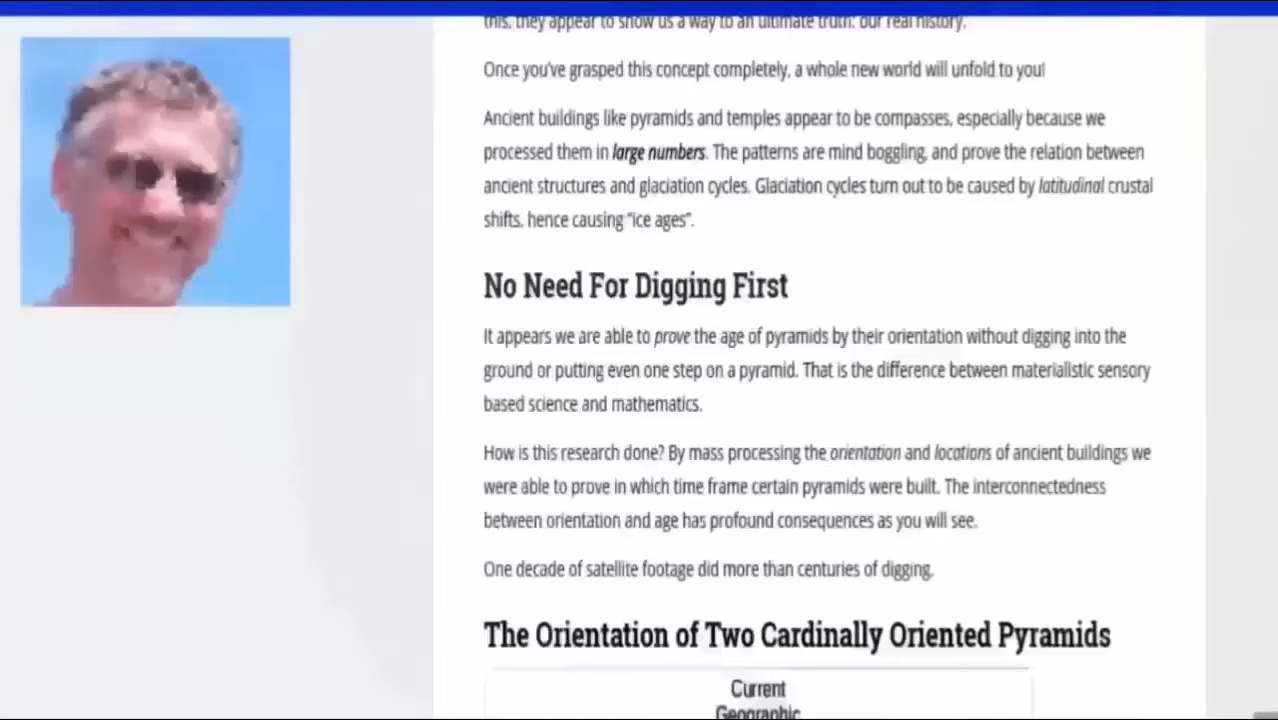 this, they appear to show us a way to an ultimate truth: our real history.
Once you've grasped this concept completely, a whole new world will unfold to you!
Ancient buildings like pyramids and temples appear to be compasses, especially because we
processed them in large numbers. The patterns are mind boggling, and prove the relation between
ancient structures and glaciation cycles. Glaciation cycles turn out to be caused by latitudinal crustal
shifts, hence causing “ice ages”.
No Need For Digging First
It appears we are able to prove the age of pyramids by their orientation without digging into the
ground or putting even one step on a pyramid. That is the difference between materialistic sensory
based science and mathematics.
How is this research done? By mass processing the orientation and locations of ancient buildings we
were able to prove in which time frame certain pyramids were built. The interconnectedness
between orientation and age has profound consequences as you will see.
One decade of satellite footage did more than centuries of digging.
The Orientation of Two Cardinally Oriented Pyramids
Current
Geographic